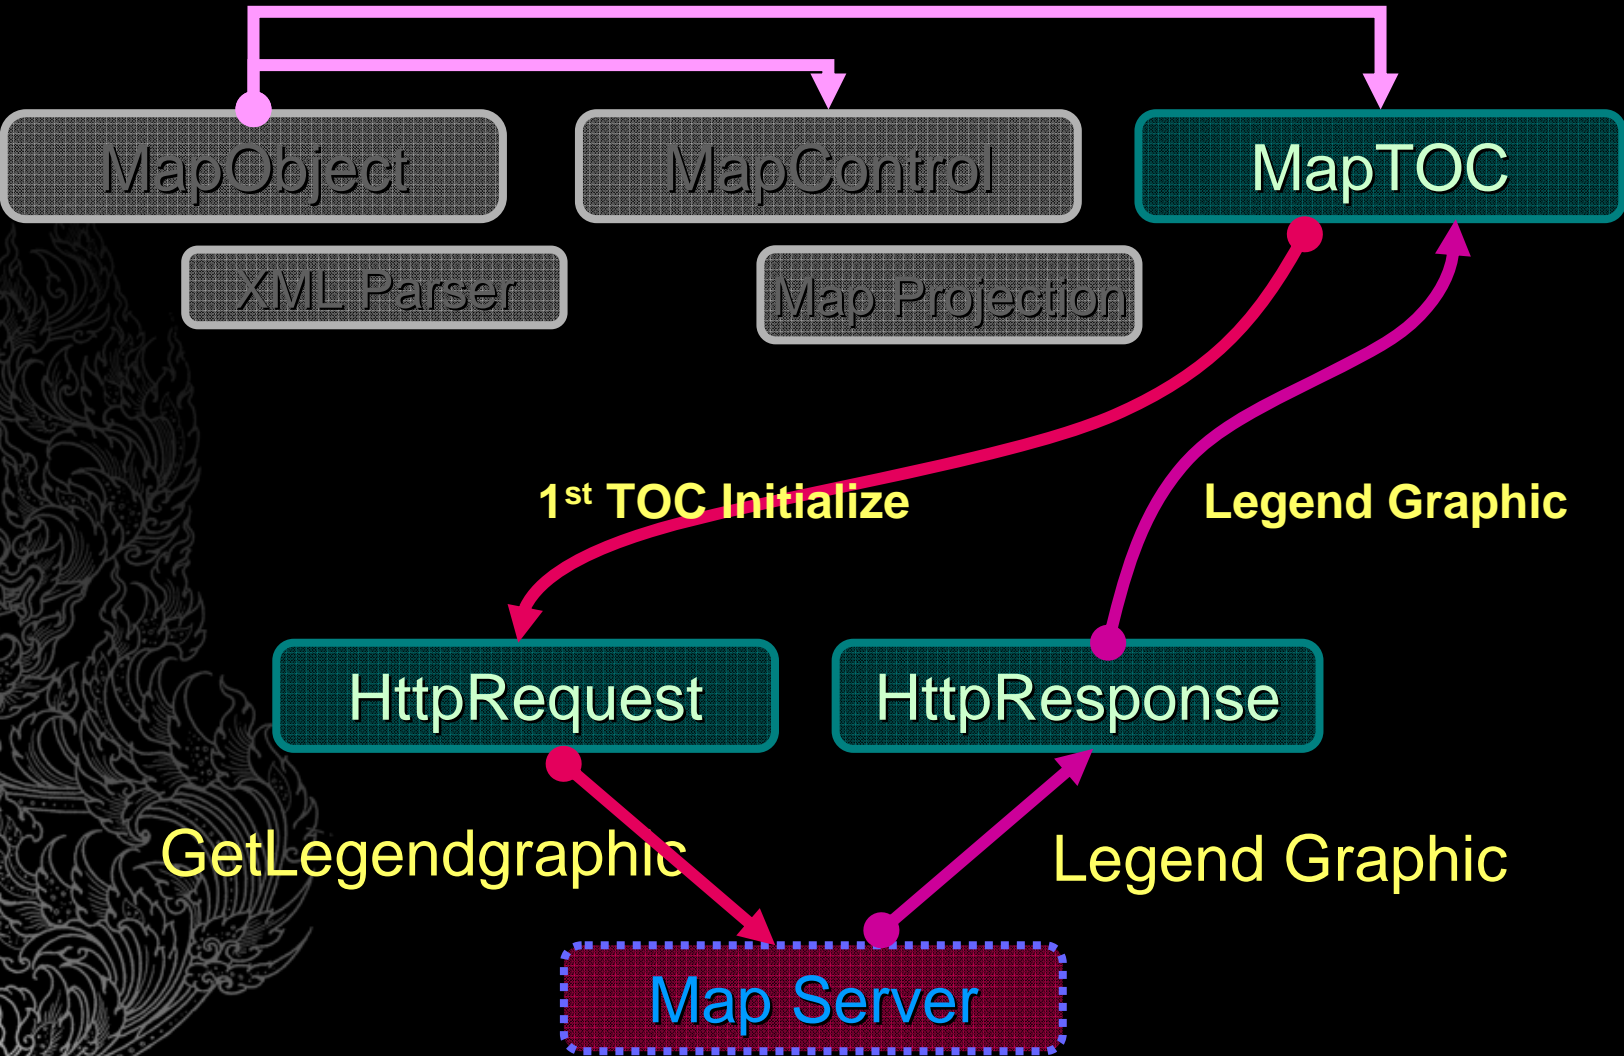 MapObject
MapControl
MapTOC
XML Parser
Map Projection
1st TOC Initialize
Legend Graphic
HttpRequest
HttpResponse
GetLegendgraphic
Legend Graphic
Map Server